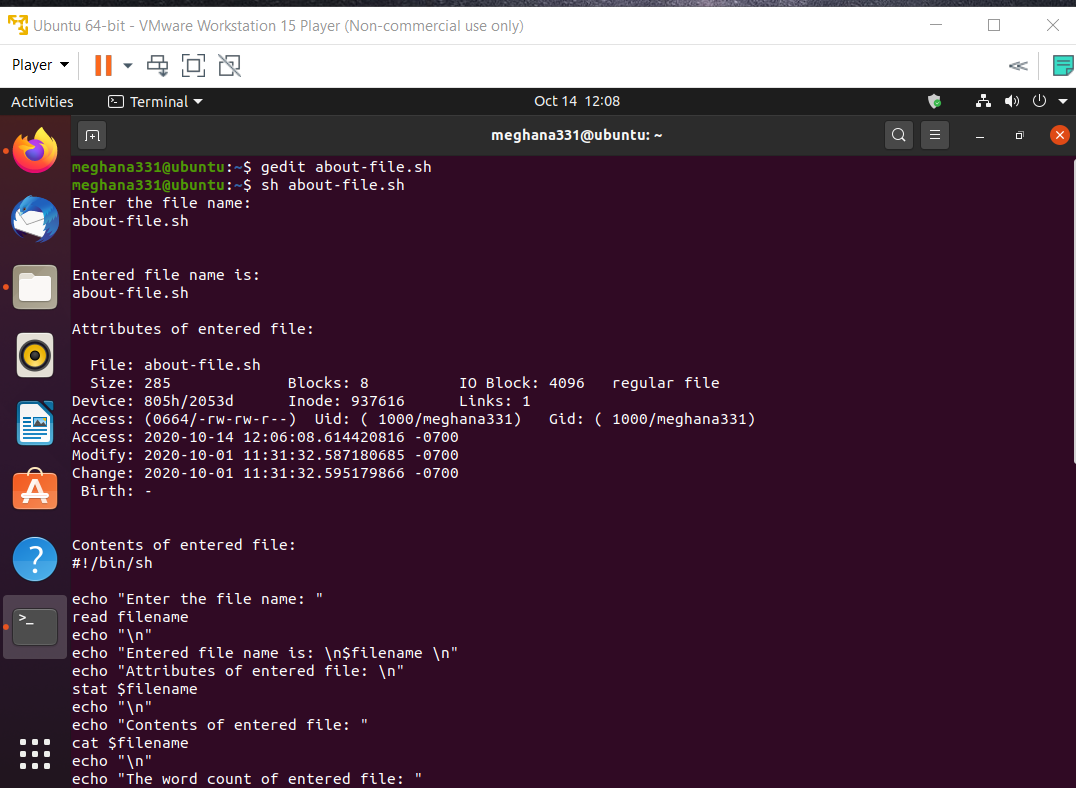 Ubuntu 64-bit - VMware Workstation 15 Player (Non-commercial use only)
Player
Activities Terminal Oct 14 12:08
meghana331@ubuntu: ~
meghana331@ubuntu:~$ gedit about-file.sh
meghana331@ubuntu:~$ sh about-file.sh
Enter the file name:
about-file.sh
Entered file name is:
about-file.sh
Attributes of entered file:
  File: about-file.sh
  Size: 285             Blocks: 8          IO Block: 4096   regular file
Device: 805h/2053d      Inode: 937616      Links: 1
Access: (0664/-rw-rw-r--)  Uid: ( 1000/meghana331)   Gid: ( 1000/meghana331)
Access: 2020-10-14 12:06:08.614420816 -0700
Modify: 2020-10-01 11:31:32.587180685 -0700
Change: 2020-10-01 11:31:32.595179866 -0700
 Birth: -
Contents of entered file:
#!/bin/sh
echo "Enter the file name: "
read filename
echo "\n"
echo "Entered file name is: \n$filename \n"
echo "Attributes of entered file: \n"
stat $filename
echo "\n"
echo "Contents of entered file: "
cat $filename
echo "\n"
echo "The word count of entered file: "